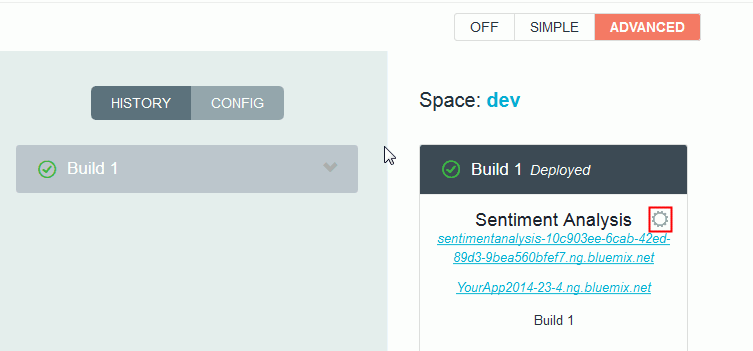 OFF SIMPLE ADVANCED
HISTORY CONFIG
Space: dev
Build 1
Build 1 Deployed
Sentiment Analysis
sentimentanalysis-10c903ee-6cab-42ed-
89d3-9bea560bfef7.ng.bluemix.net
YourApp2014-23-4.ng.bluemix.net
Build 1